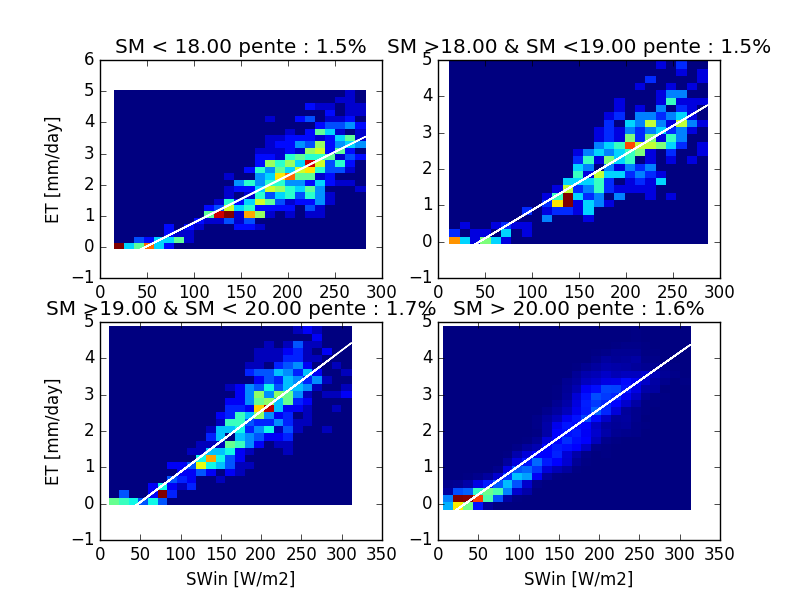 SM < 18.00 pente : 1.5%
SM >18.00 & SM <19.00 pente : 1.5%
6
5
4
3
2
1
0
−1
ET [mm/day]
0 50 100 150 200 250 300
5
4
3
2
1
0
−1
0 50 100 150 200 250 300
SM >19.00 & SM < 20.00 pente : 1.7%
SM > 20.00 pente : 1.6%
5
4
3
2
1
0
−1
ET [mm/day]
0 50 100 150 200 250 300 350
SWin [W/m2]
5
4
3
2
1
0
−1
0 50 100 150 200 250 300 350
SWin [W/m2]